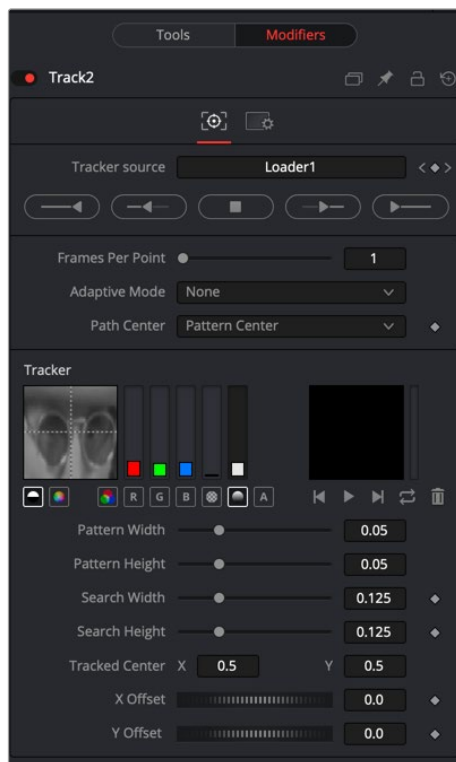 Tools Modifiers
Track2
Tracker source Loader1
Frames Per Point 1
Adaptive Mode None
Path Center Pattern Center
Tracker
R G B A
Pattern Width 0.05
Pattern Height 0.05
Search Width 0.125
Search Height 0.125
Tracked Center X 0.5 Y 0.5
X Offset 0.0
Y Offset 0.0